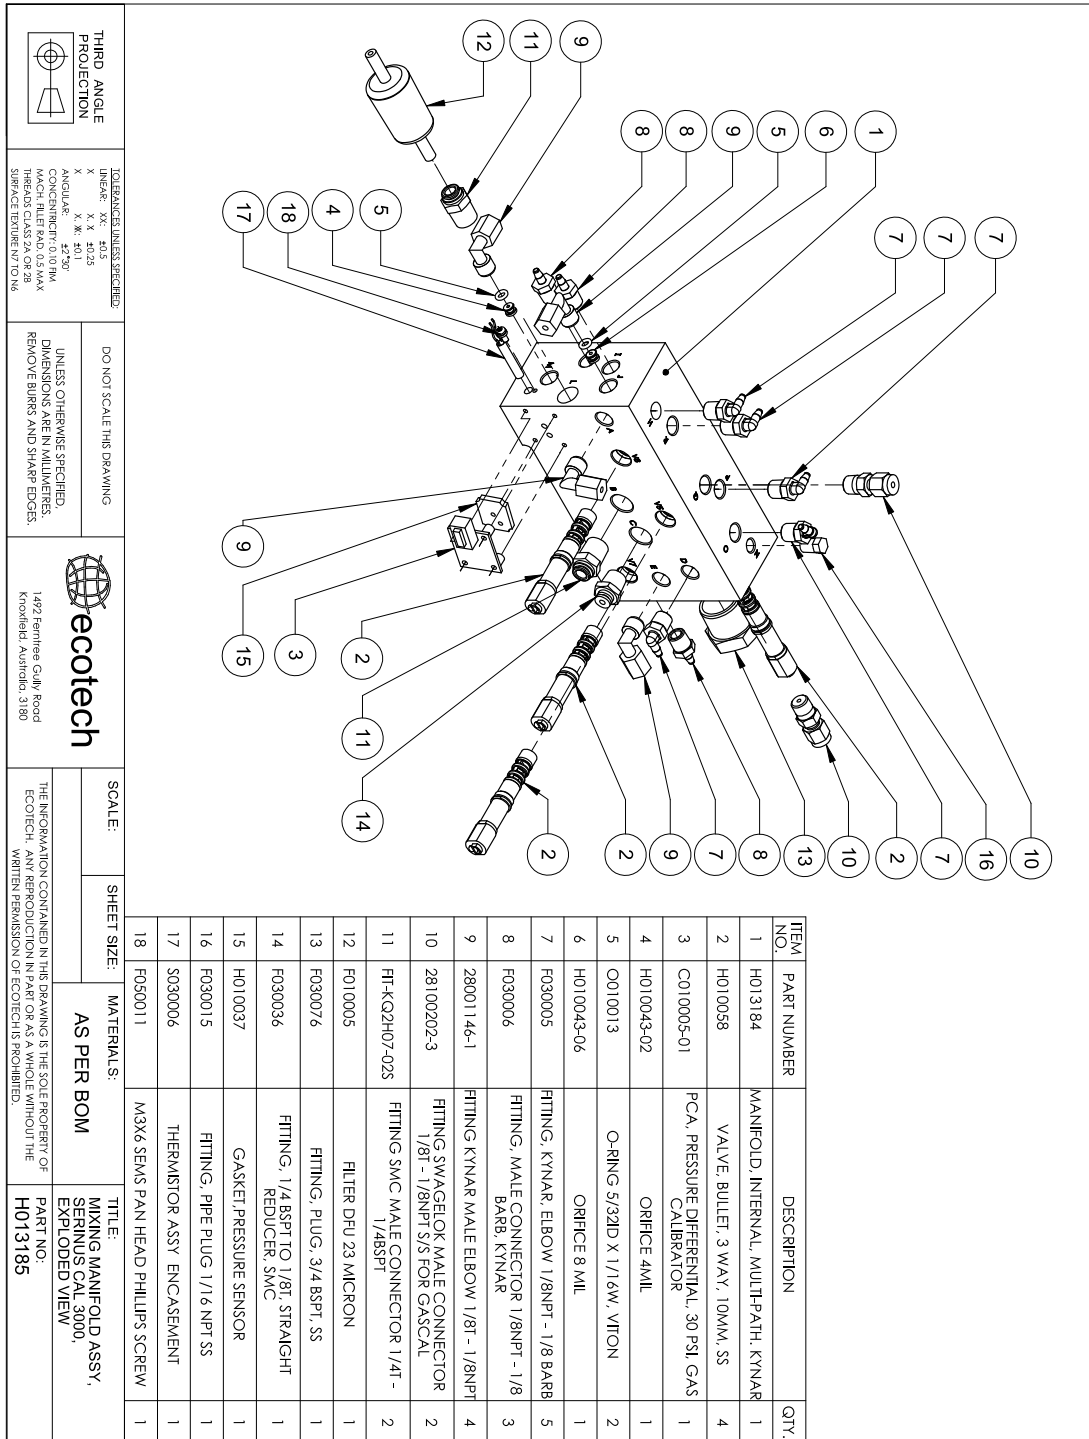 12
11
9
8
8
9
5
6
1
7
7
7
17
18
4
5
9
15
3
2
11
14
2
2
9
7
8
13
10
2
7
16
10
I
J
M
L
H
K
A
B
C
D
E
F
G
N
ITEM NO. PART NUMBER DESCRIPTION QTY.
1 H013184 MANIFOLD, INTERNAL, MULTI-PATH. KYNAR 1
2 H010058 VALVE, BULLET, 3 WAY, 10MM, SS 4
3 C010005-01 PCA, PRESSURE DIFFERENTIAL, 30 PSI, GAS
CALIBRATOR 1
4 H010043-02 ORIFICE 4MIL 1
5 O010013 O-RING 5/32ID X 1/16W, VITON 2
6 H010043-06 ORIFICE 8 MIL 1
7 F030005 FITTING, KYNAR, ELBOW 1/8NPT - 1/8 BARB 5
8 F030006 FITTING, MALE CONNECTOR 1/8NPT - 1/8
BARB, KYNAR 3
9 28001146-1 FITTING KYNAR MALE ELBOW 1/8T - 1/8NPT 4
10 28100202-3 FITTING SWAGELOK MALE CONNECTOR
1/8T - 1/8NPT S/S FOR GASCAL 2
11 FIT-KQ2H07-02S FITTING SMC MALE CONNECTOR 1/4T -
1/4BSPT 2
12 F010005 FILTER DFU 23 MICRON 1
13 F030076 FITTING, PLUG, 3/4 BSPT, SS 1
14 F030036 FITTING, 1/4 BSPT TO 1/8T, STRAIGHT
REDUCER, SMC 1
15 H010037 GASKET,PRESSURE SENSOR 1
16 F030015 FITTING, PIPE PLUG 1/16 NPT SS 1
17 S030006 THERMISTOR ASSY ENCASEMENT 1
18 F050011 M3X6 SEMS PAN HEAD PHILLIPS SCREW 1
THIRD ANGLE
PROJECTION
TOLERANCES UNLESS SPECIFIED:
LINEAR: XX: ±0.5
X X. X ±0.25
X X. XX: ±0.1
ANGULAR: ±2°30'
CONCENTRICITY: 0.10 FIM
MACH. FILLET RAD. 0.5 MAX
THREADS CLASS 2A OR 2B
SURFACE TEXTURE N7 TO N6
DO NOT SCALE THIS DRAWING
UNLESS OTHERWISE SPECIFIED,
DIMENSIONS ARE IN MILLIMETRES.
REMOVE BURRS AND SHARP EDGES.
ecotech
1492 Ferntree Gully Road
Knoxfield, Australia, 3180
SCALE:
SHEET SIZE:
MATERIALS:
AS PER BOM
THE INFORMATION CONTAINED IN THIS DRAWING IS THE SOLE PROPERTY OF
ECOTECH. ANY REPRODUCTION IN PART OR AS A WHOLE WITHOUT THE
WRITTEN PERMISSION OF ECOTECH IS PROHIBITED.
TITLE:
MIXING MANIFOLD ASSY,
SERINUS CAL 3000,
EXPLODED VIEW
PART NO:
H013185